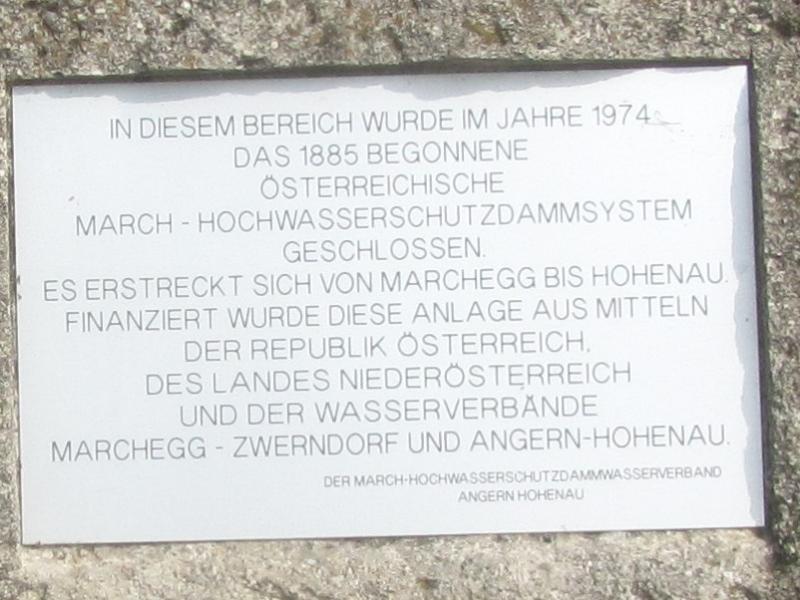 IN DIESEM BEREICH WURDE IM JAHRE 1974
DAS 1885 BEGONNENE
ÖSTERREICHISCHE
MARCH - HOCHWASSERSCHUTZDAMMSYSTEM
GESCHLOSSEN.
ES ERSTRECKT SICH VON MARCHEGG BIS HOHENAU.
FINANZIERT WURDE DIESE ANLAGE AUS MITTELN
DER REPUBLIK ÖSTERREICH,
DES LANDES NIEDERÖSTERREICH
UND DER WASSERVERBÄNDE
MARCHEGG - ZWERNDORF UND ANGERN-HOHENAU.
DER MARCH-HOCHWASSERSCHUTZDAMMWASSERVERBAND
ANGERN HOHENAU